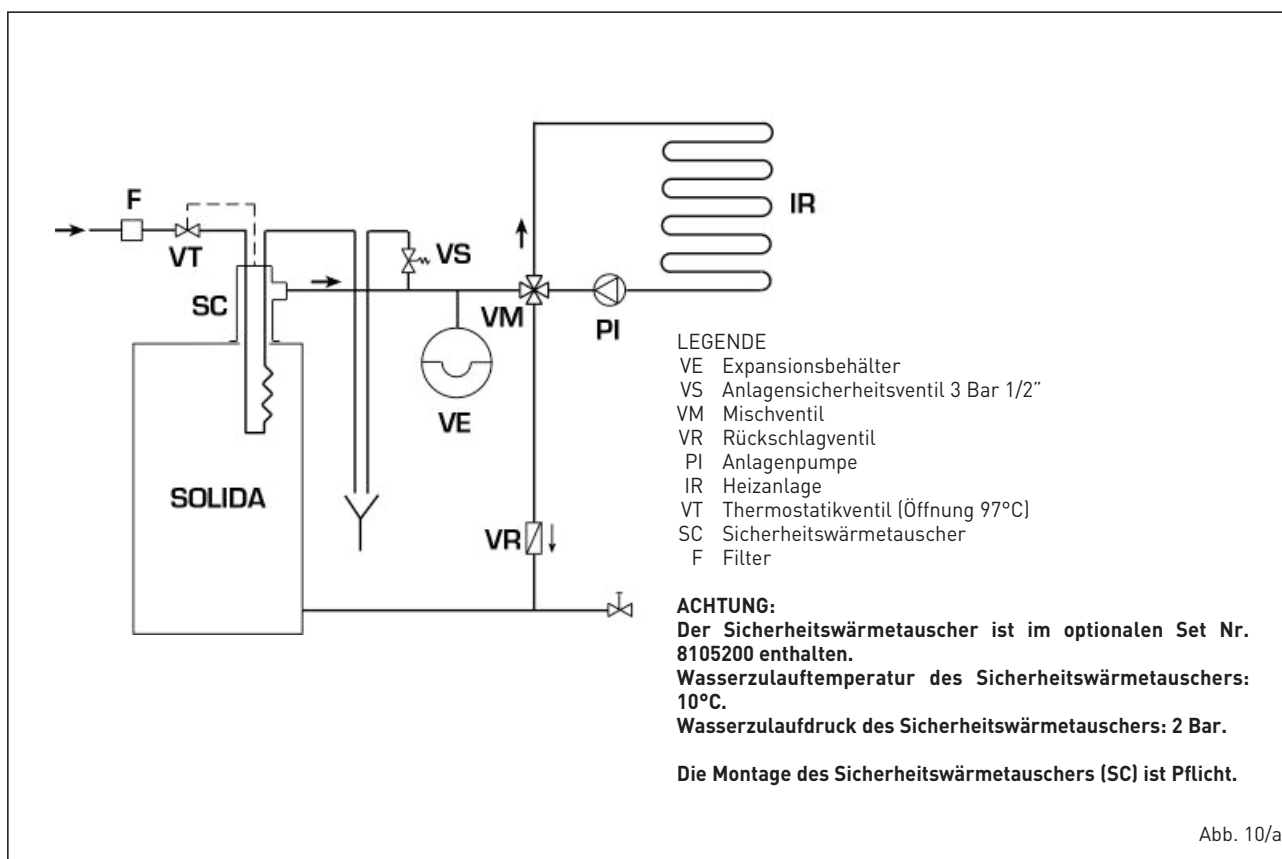 F
VT
SC
VS
VM
PI
IR
VE
SOLIDA
VR
LEGENDE
VE Expansionsbehälter
VS Anlagensicherheitsventil 3 Bar 1/2”
VM Mischventil
VR Rückschlagventil
PI Anlagenpumpe
IR Heizanlage
VT Thermostatikventil (Öffnung 97°C)
SC Sicherheitswärmetauscher
F Filter
ACHTUNG:
Der Sicherheitswärmetauscher ist im optionalen Set Nr.
8105200 enthalten.
Wasserzulauftemperatur des Sicherheitswärmetauschers:
10°C.
Wasserzulaufdruck des Sicherheitswärmetauschers: 2 Bar.
Die Montage des Sicherheitswärmetauschers (SC) ist Pflicht.
Abb. 10/a